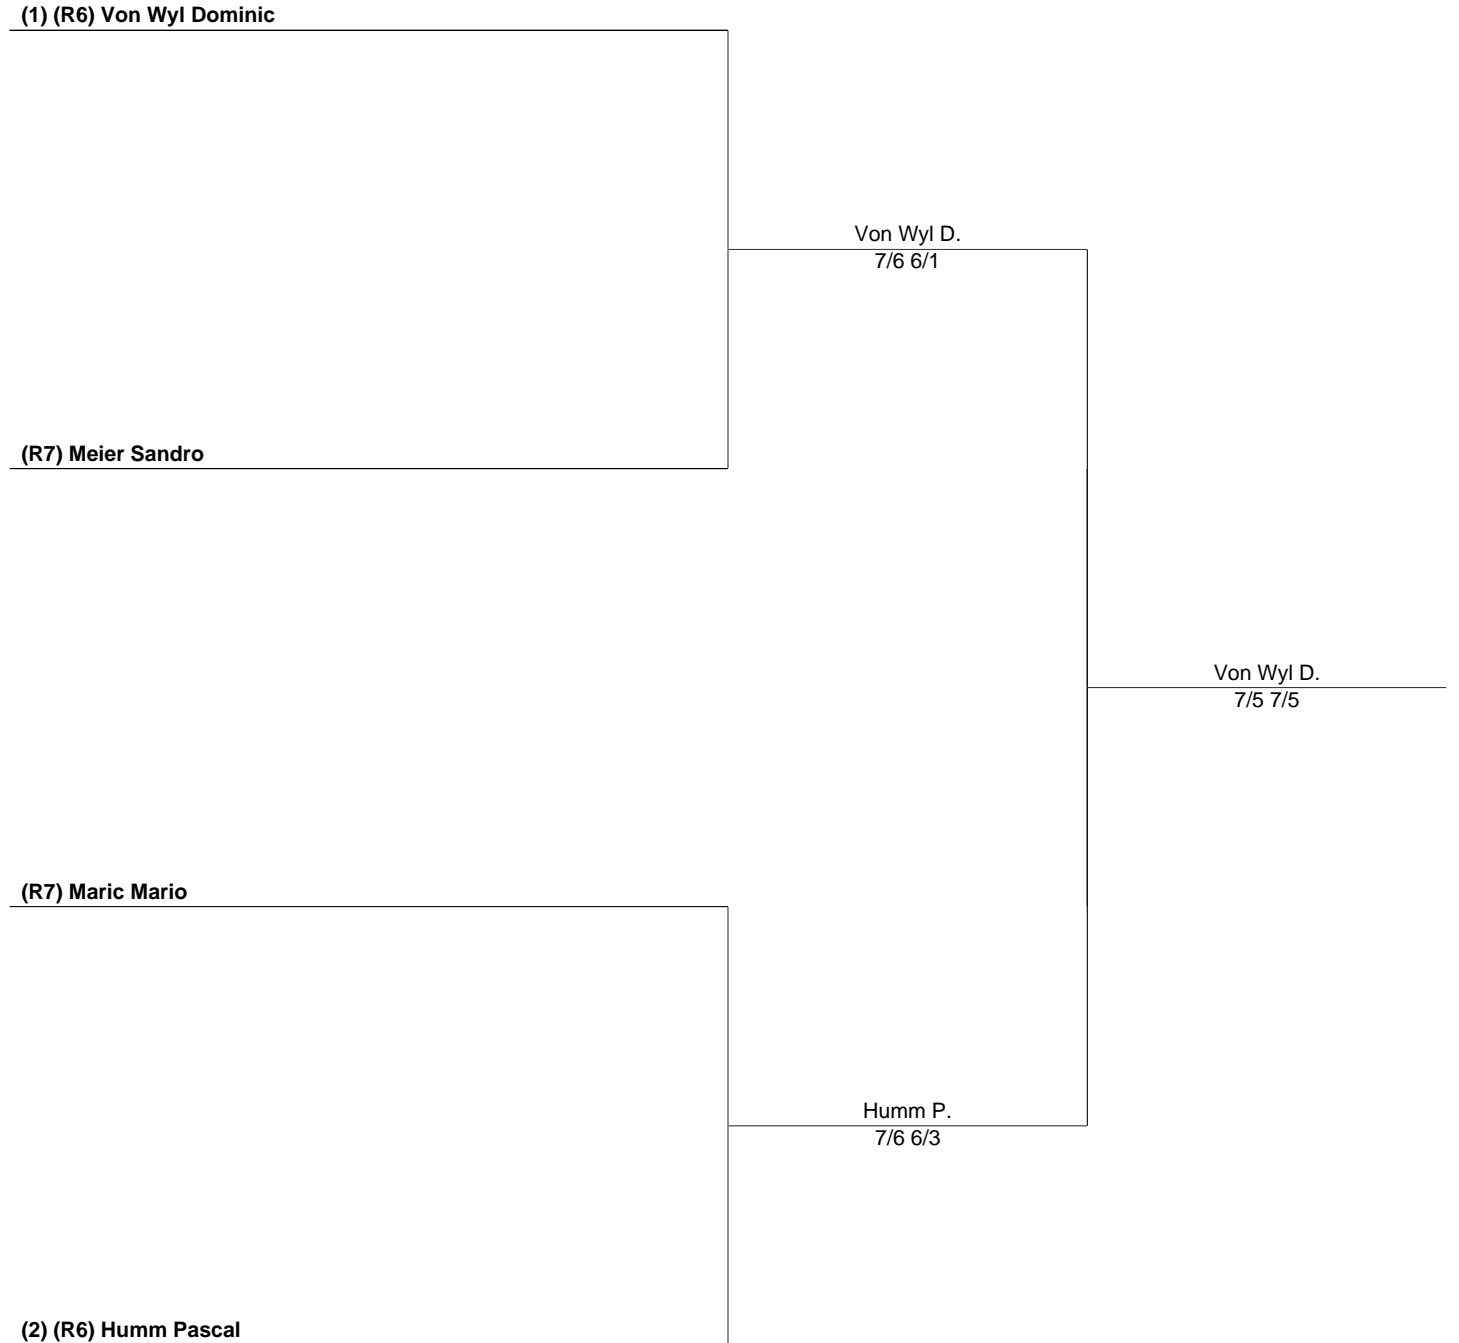 (1) (R6) Von Wyl Dominic
Von Wyl D.
7/6 6/1
(R7) Meier Sandro
Von Wyl D.
7/5 7/5
(R7) Maric Mario
Humm P.
7/6 6/3
(2) (R6) Humm Pascal